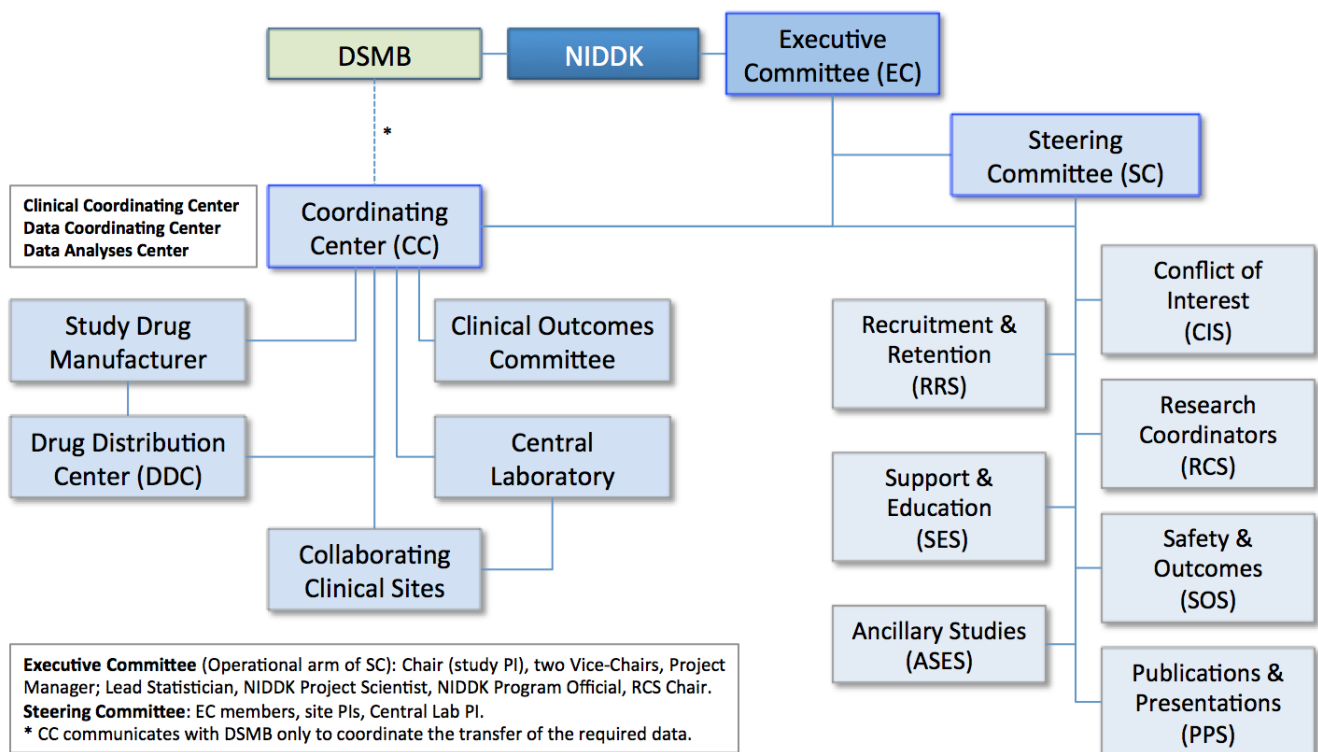 DSMB
NIDDK
Executive
Committee (EC)
*
Steering
Committee (SC)
Clinical Coordinating Center
Data Coordinating Center
Data Analyses Center
Coordinating
Center (CC)
Study Drug
Manufacturer
Clinical Outcomes
Committee
Drug Distribution
Center (DDC)
Central
Laboratory
Collaborating
Clinical Sites
Recruitment &
Retention
(RRS)
Conflict of
Interest
(CIS)
Research
Coordinators
(RCS)
Support &
Education
(SES)
Safety &
Outcomes
(SOS)
Ancillary Studies
(ASES)
Publications &
Presentations
(PPS)
Executive Committee (Operational arm of SC): Chair (study PI), two Vice-Chairs, Project
Manager; Lead Statistician, NIDDK Project Scientist, NIDDK Program Official, RCS Chair.
Steering Committee: EC members, site PIs, Central Lab PI.
* CC communicates with DSMB only to coordinate the transfer of the required data.